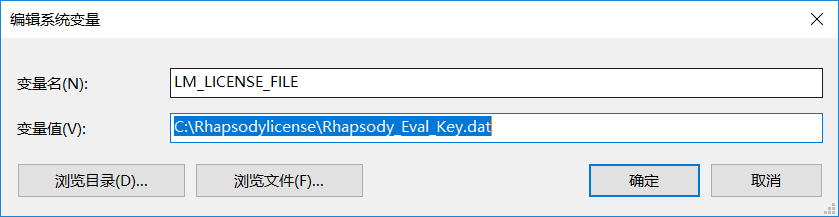 编辑系统变量
变量名(N): LM_LICENSE_FILE
变量值(V): C:\Rhapsodylicense\Rhapsody_Eval_Key.dat
浏览目录(D)... 浏览文件(F)... 确定 取消